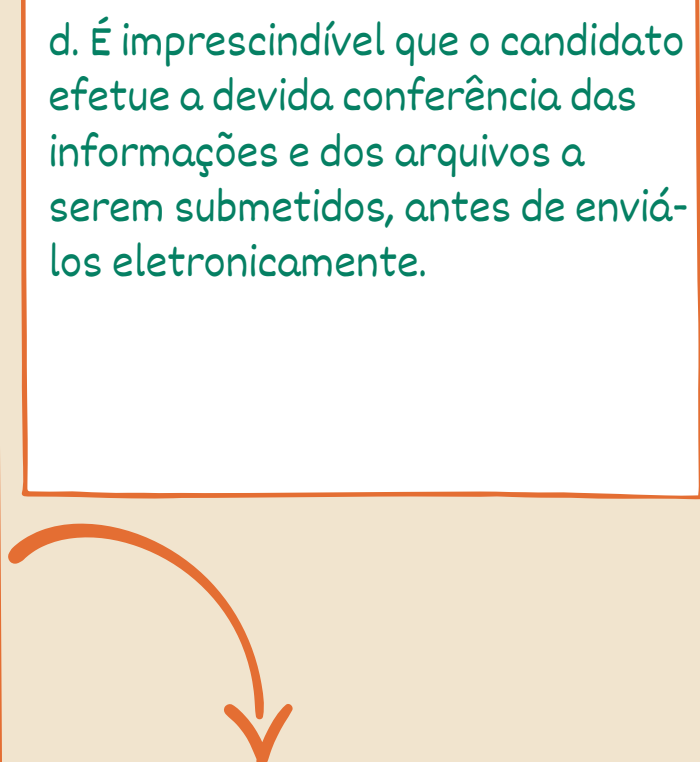 d. É imprescindível que o candidato
efetue a devida conferência das
informações e dos arquivos a
serem submetidos, antes de enviá-
los eletronicamente.